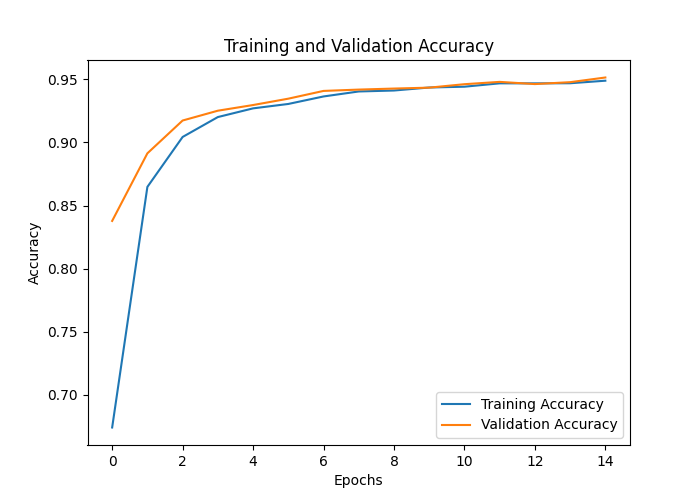 Training and Validation Accuracy
0.95
0.90
0.85
0.80
0.75
0.70
Accuracy
Training Accuracy
Validation Accuracy
0 2 4 6 8 10 12 14
Epochs